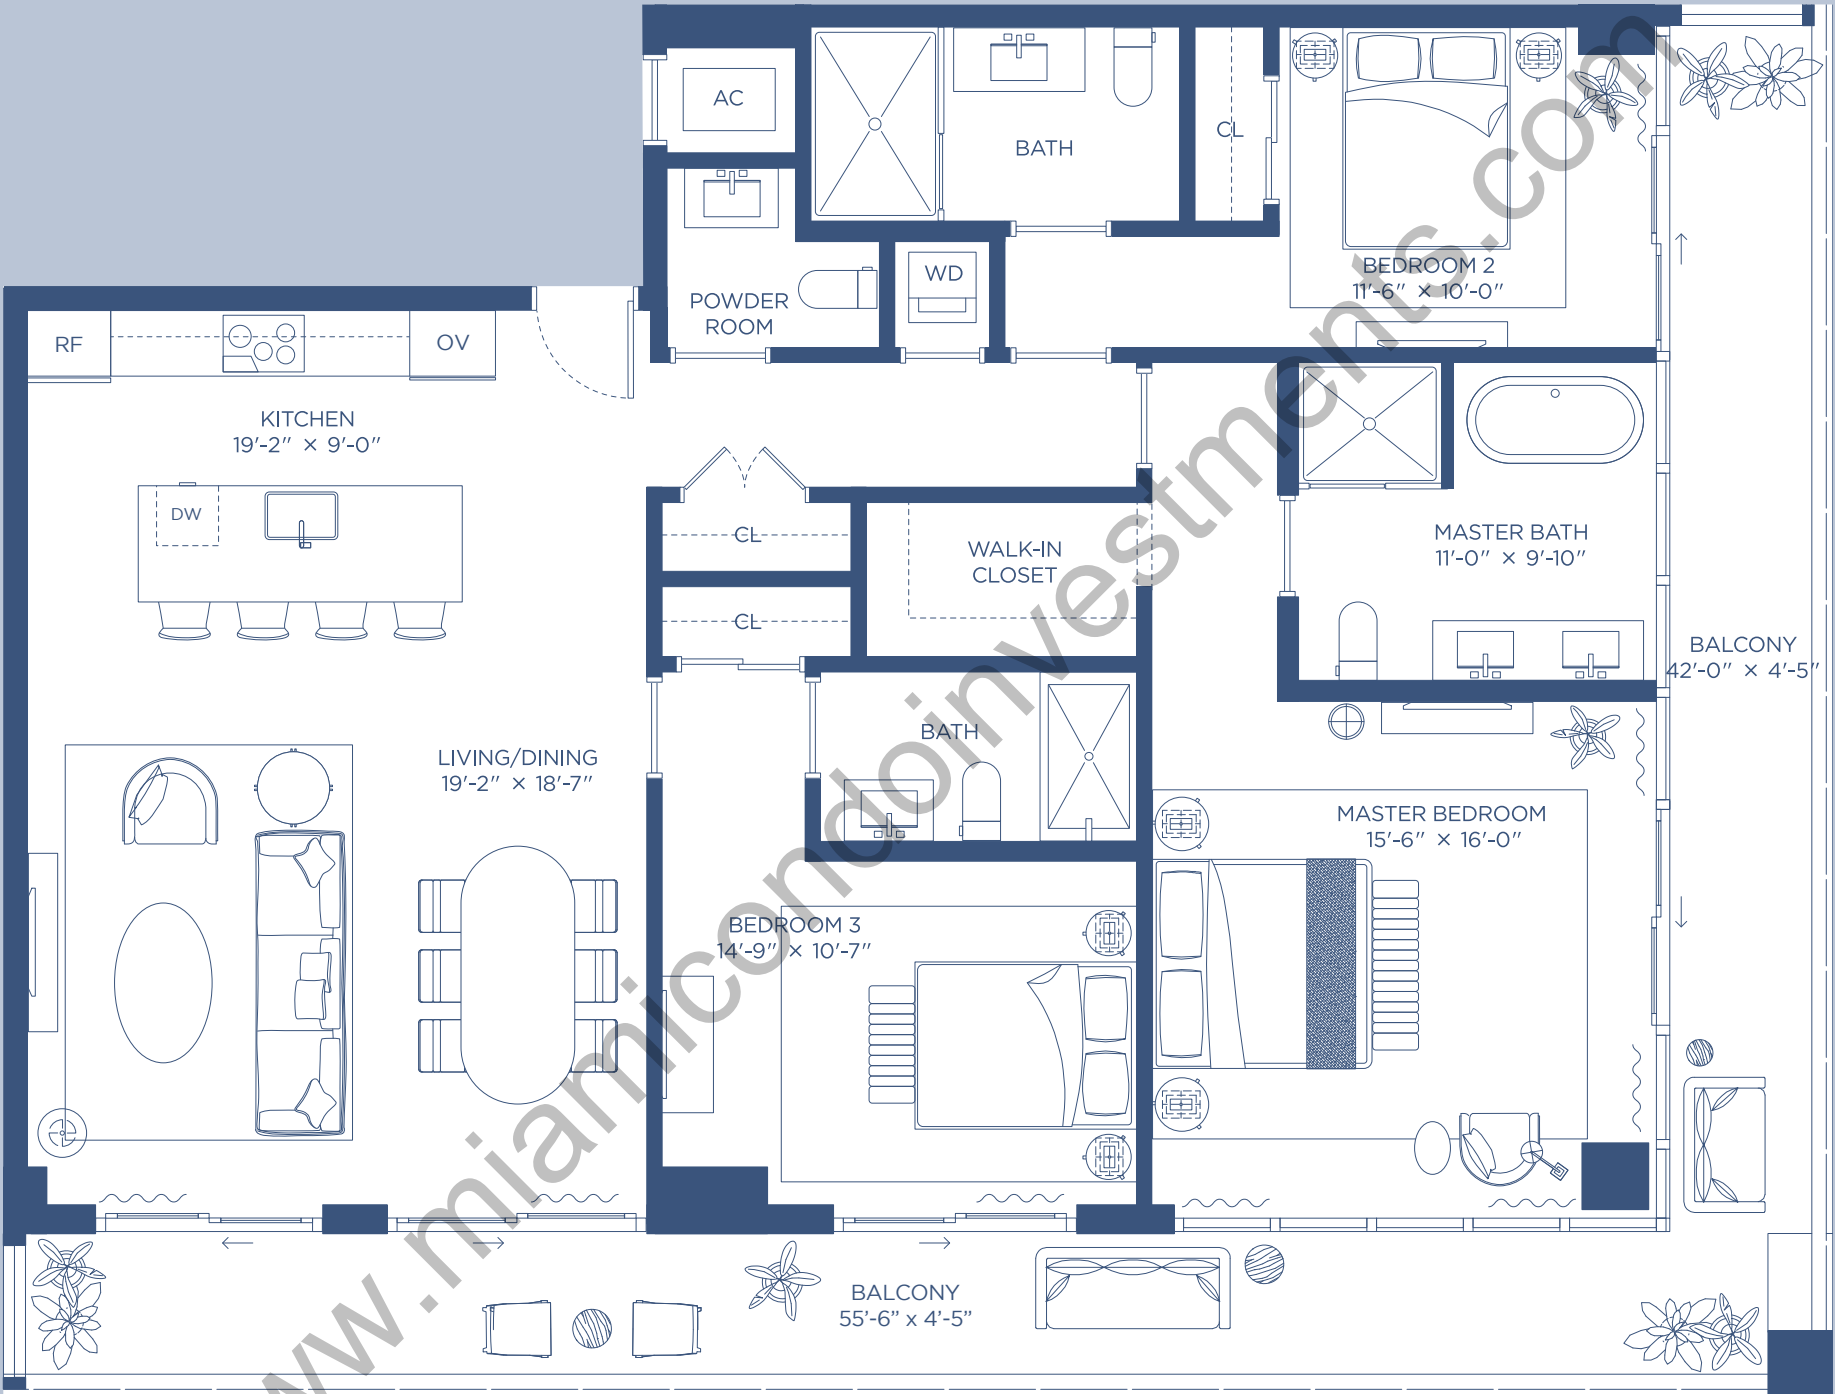 AC
BATH
CL
BEDROOM 2
11'-6" × 10'-0"
POWDER
ROOM
WD
RF
OV
KITCHEN
19'-2" × 9'-0"
DW
CL
WALK-IN
CLOSET
CL
MASTER BATH
11'-0" × 9'-10"
BALCONY
42'-0" × 4'-5"
BATH
LIVING/DINING
19'-2" × 18'-7"
MASTER BEDROOM
15'-6" × 16'-0"
BEDROOM 3
14'-9" × 10'-7"
BALCONY
55'-6" x 4'-5"
www.miamicondoinvestments.com